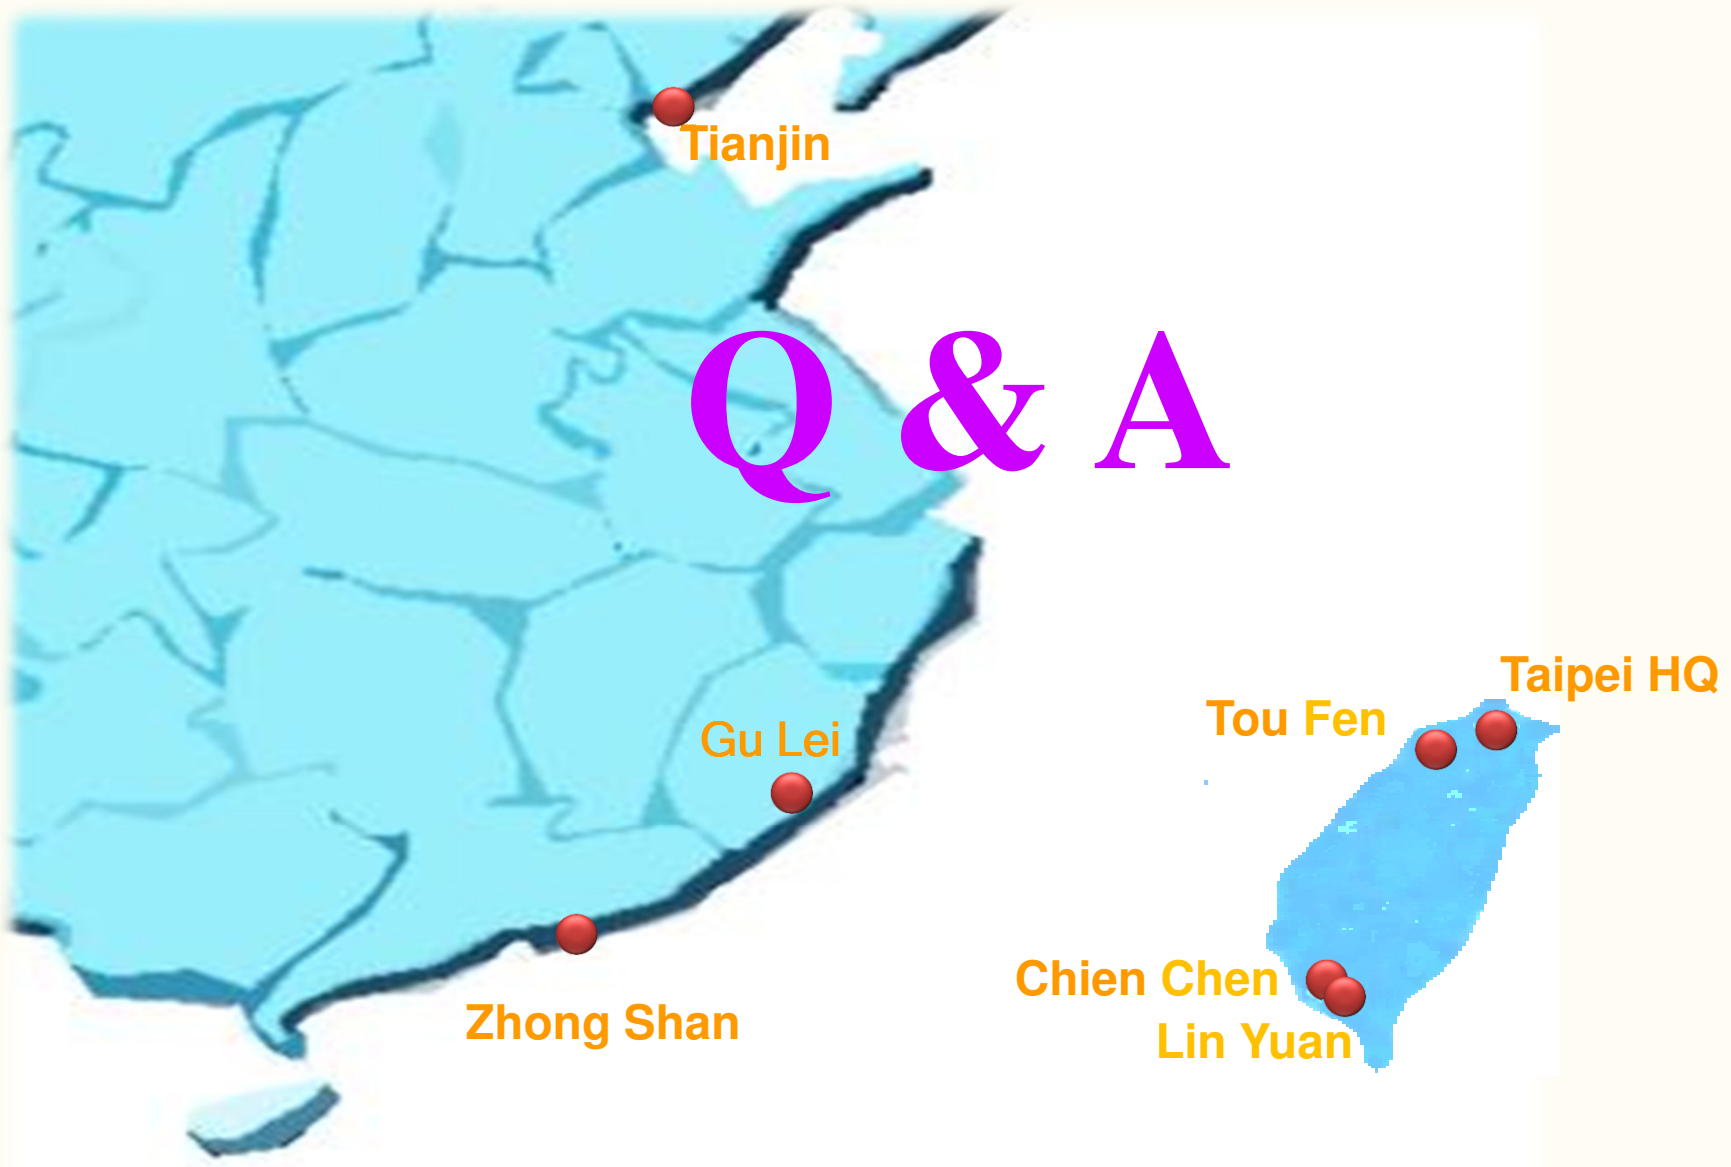 Tianjin
Q & A
Taipei HQ
Tou Fen
Gu Lei
Chien Chen
Zhong Shan
Lin Yuan